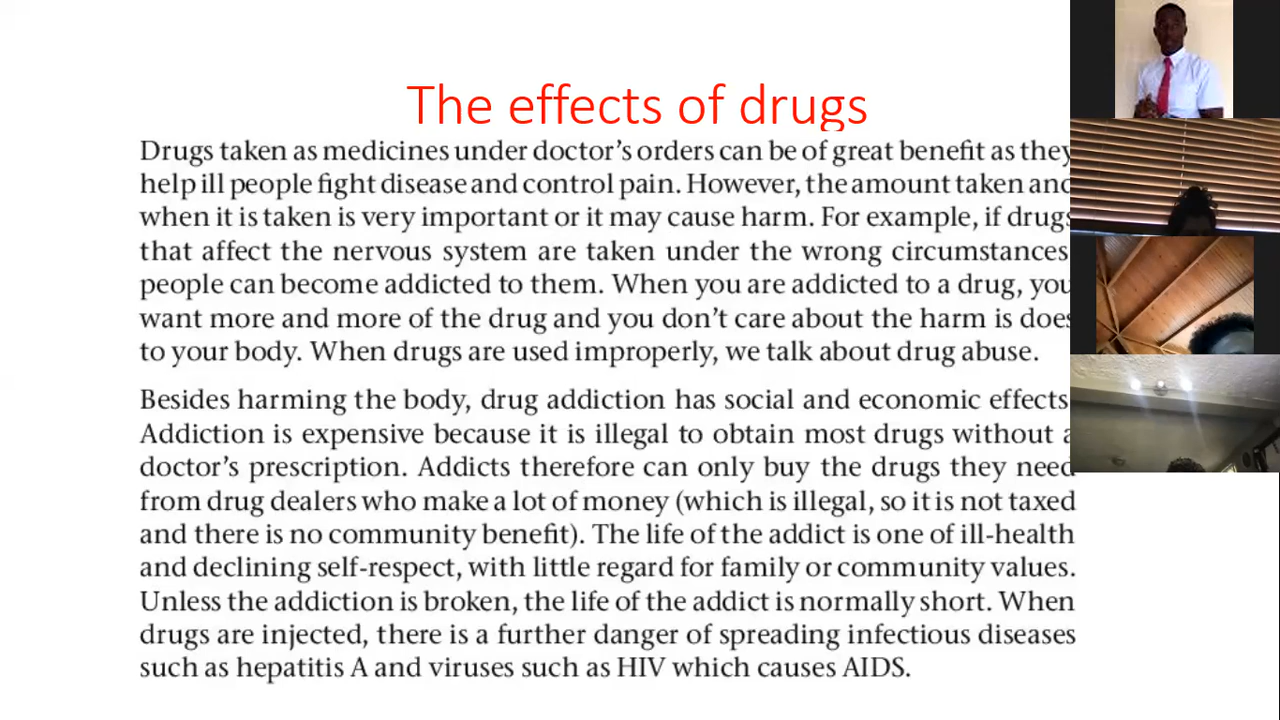 The effects of drugs
Drugs taken as medicines under doctor's orders can be of great benefit as they
help ill people fight disease and control pain. However, the amount taken and
when it is taken is very important or it may cause harm. For example, if drugs
that affect the nervous system are taken under the wrong circumstances
people can become addicted to them. When you are addicted to a drug, you
want more and more of the drug and you don't care about the harm is does
to your body. When drugs are used improperly, we talk about drug abuse.
Besides harming the body, drug addiction has social and economic effects
Addiction is expensive because it is illegal to obtain most drugs without a
doctor's prescription. Addicts therefore can only buy the drugs they need
from drug dealers who make a lot of money (which is illegal, so it is not taxed
and there is no community benefit). The life of the addict is one of ill-health
and declining self-respect, with little regard for family or community values.
Unless the addiction is broken, the life of the addict is normally short. When
drugs are injected, there is a further danger of spreading infectious diseases
such as hepatitis A and viruses such as HIV which causes AIDS.